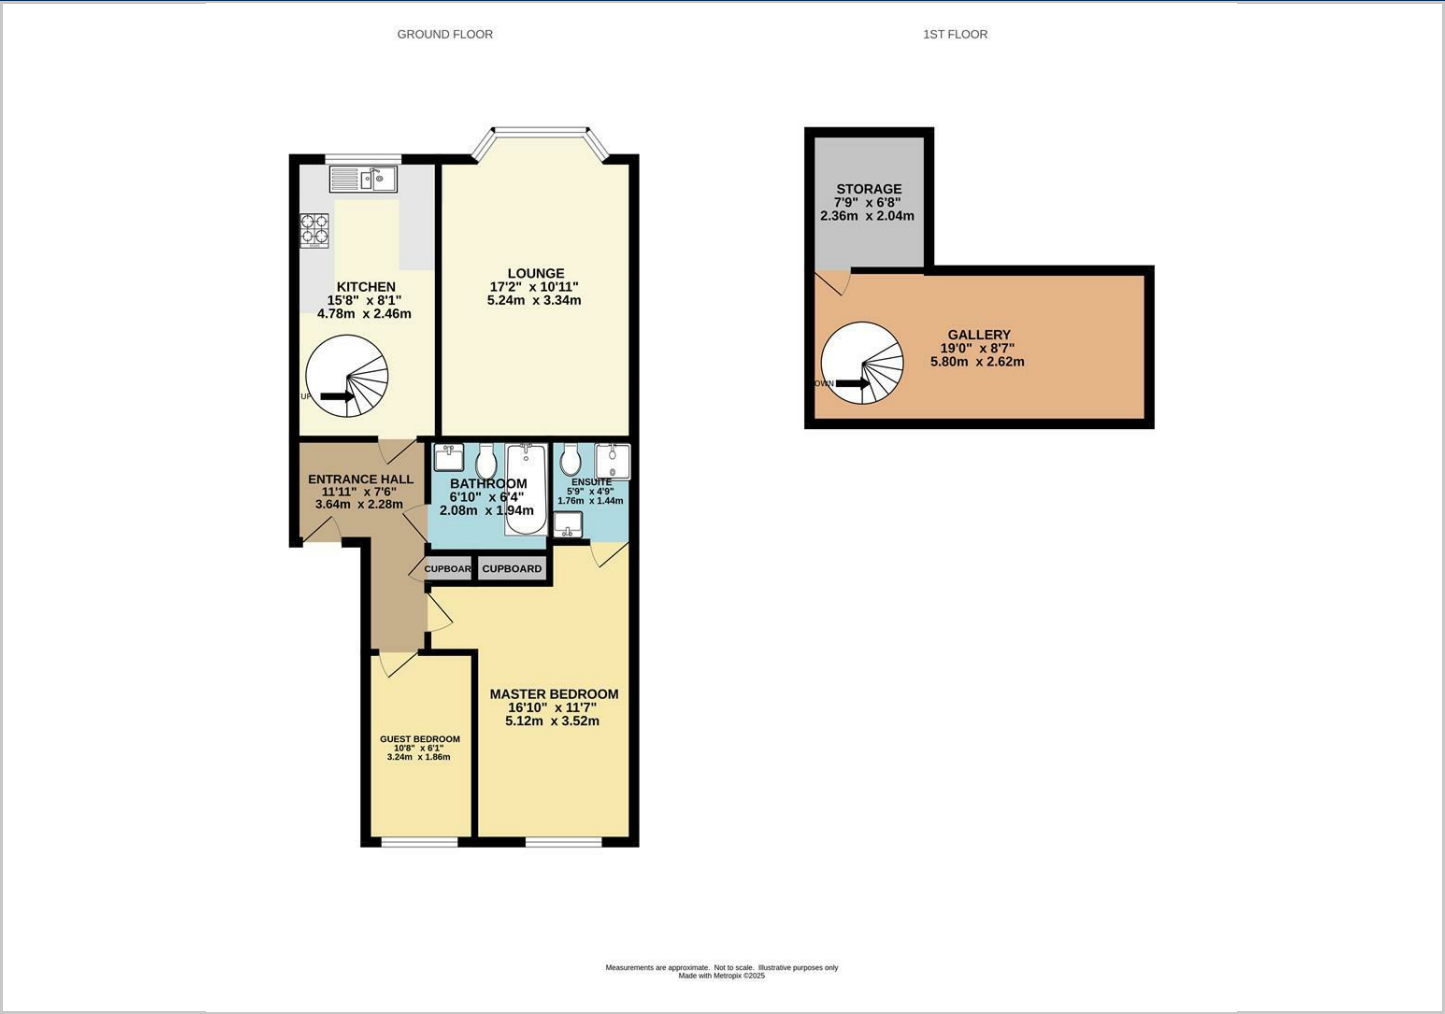 GROUND FLOOR
1ST FLOOR
KITCHEN
15'8" x 8'1"
4.78m x 2.46m
UP
LOUNGE
17'2" x 10'11"
5.24m x 3.34m
ENTRANCE HALL
11'11" x 7'6"
3.64m x 2.28m
BATHROOM
6'10" x 6'4"
2.08m x 1.94m
ENSUITE
5'9" x 4'9"
1.76m x 1.44m
CUPBOAR
CUPBOARD
MASTER BEDROOM
16'10" x 11'7"
5.12m x 3.52m
GUEST BEDROOM
10'8" x 6'1"
3.24m x 1.86m
STORAGE
7'9" x 6'8"
2.36m x 2.04m
GALLERY
19'0" x 8'7"
5.80m x 2.62m
OWN
Measurements are approximate. Not to scale. Illustrative purposes only
Made with Metropix ©2025